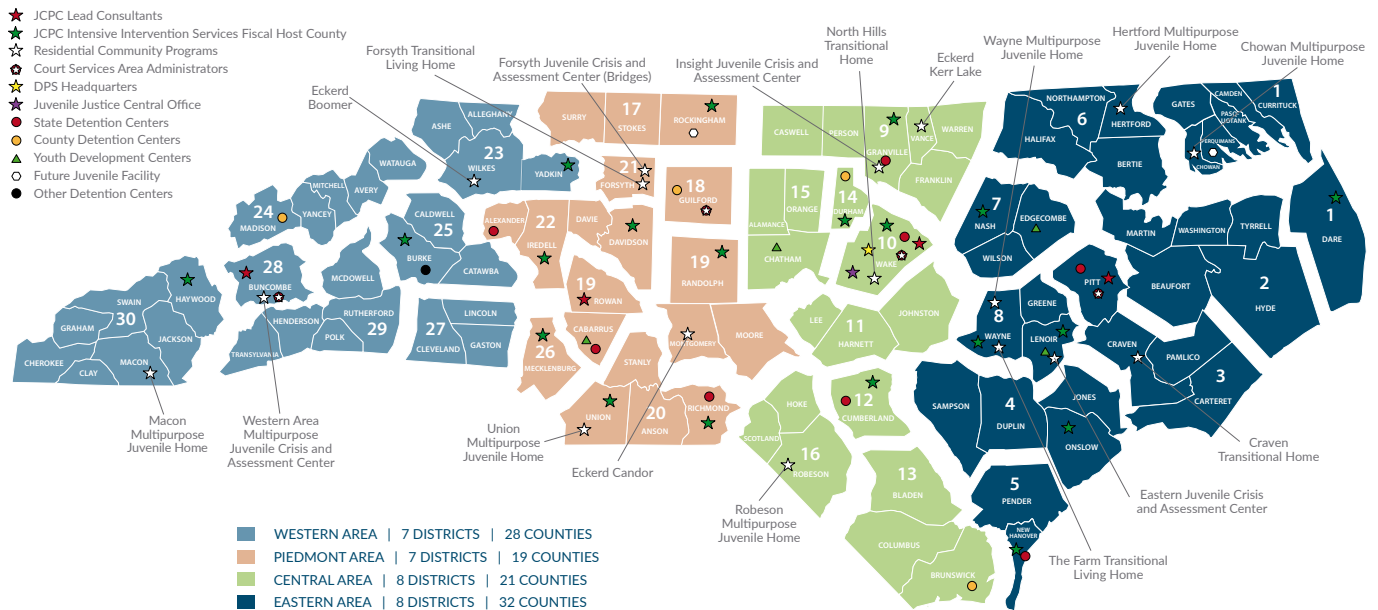 JCPC Lead Consultants
JCPC Intensive Intervention Services Fiscal Host County
Residential Community Programs
Court Services Area Administrators
DPS Headquarters
Juvenile Justice Central Office
State Detention Centers
County Detention Centers
Youth Development Centers
Future Juvenile Facility
Other Detention Centers
Eckerd
Boomer
Forsyth Transitional
Living Home
Forsyth Juvenile Crisis and
Assessment Center (Bridges)
Insight Juvenile Crisis and
Assessment Center
North Hills
Transitional
Home
Eckerd
Kerr Lake
Wayne Multipurpose
Juvenile Home
Hertford Multipurpose
Juvenile Home
Chowan Multipurpose
Juvenile Home
ASHE
ALLEGHANY
23
WILKES
YADKIN
WATAUGA
MITCHELL
AVERY
YANCEY
24
MADISON
CALDWELL
25
BURKE
CATAWBA
28
BUNCOMBE
MCDOWELL
HAYWOOD
SWAIN
30
GRAHAM
JACKSON
CHEROKEE
CLAY
MACON
HENDERSON
TRANSYLVANIA
POLK
RUTHERFORD
29
27
CLEVELAND
LINCOLN
GASTON
SURRY
17
STOKES
ROCKINGHAM
21
FORSYTH
18
GUILFORD
ALEXANDER
22
IREDELL
DAVIE
DAVIDSON
19
RANDOLPH
19
ROWAN
CABARRUS
26
MECKLENBURG
STANLY
MONTGOMERY
MOORE
UNION
20
ANSON
RICHMOND
CASWELL
PERSON
9
GRANVILLE
VANCE
WARREN
FRANKLIN
15
ORANGE
ALAMANCE
14
DURHAM
CHATHAM
10
WAKE
LEE
11
HARNETT
JOHNSTON
HOKE
SCOTLAND
16
ROBESON
12
CUMBERLAND
13
BLADEN
COLUMBUS
BRUNSWICK
NORTHAMPTON
6
HERTFORD
HALIFAX
BERTIE
GATES
CAMDEN
1
CURRITUCK
PASQ-
UOTANK
PERQUIMANS
CHOWAN
7
NASH
EDGECOMBE
WILSON
MARTIN
WASHINGTON
TYRRELL
1
DARE
PITT
BEAUFORT
2
HYDE
GREENE
8
WAYNE
LENOIR
CRAVEN
PAMLICO
3
CARTERET
SAMPSON
4
DUPLIN
JONES
ONSLOW
5
PENDER
NEW
HANOVER
Macon
Multipurpose
Juvenile Home
Western Area
Multipurpose
Juvenile Crisis and
Assessment Center
Union
Multipurpose
Juvenile Home
Eckerd Candor
Robeson
Multipurpose
Juvenile Home
Craven
Transitional Home
Eastern Juvenile Crisis
and Assessment Center
The Farm Transitional
Living Home
WESTERN AREA | 7 DISTRICTS | 28 COUNTIES
PIEDMONT AREA | 7 DISTRICTS | 19 COUNTIES
CENTRAL AREA | 8 DISTRICTS | 21 COUNTIES
EASTERN AREA | 8 DISTRICTS | 32 COUNTIES